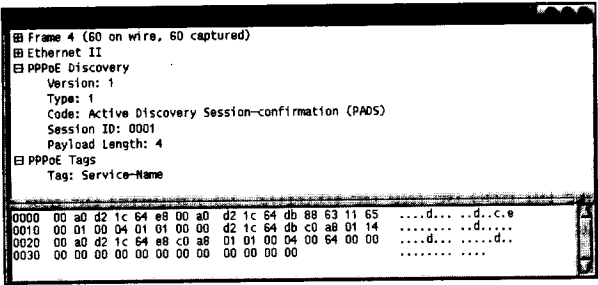 Frame 4 (60 on wire, 60 captured)
Ethernet II
PPPoE Discovery
Version: 1
Type: 1
Code: Active Discovery Session-confirmation (PADS)
Session ID: 0001
Payload Length: 4
PPPoE Tags
Tag: Service-Name
0000 00 a0 d2 1c 64 e8 00 a0 d2 1c 64 db 88 63 11 65 ....d... ..d..c.e
0010 00 01 00 04 01 01 00 00 d2 1c 64 db c0 a8 01 14 ........ ..d.....
0020 00 a0 d2 1c 64 e8 c0 a8 01 01 00 04 00 64 00 00 ....d... .....d..
0030 00 00 00 00 00 00 00 00 00 00 00 00 ........ ....